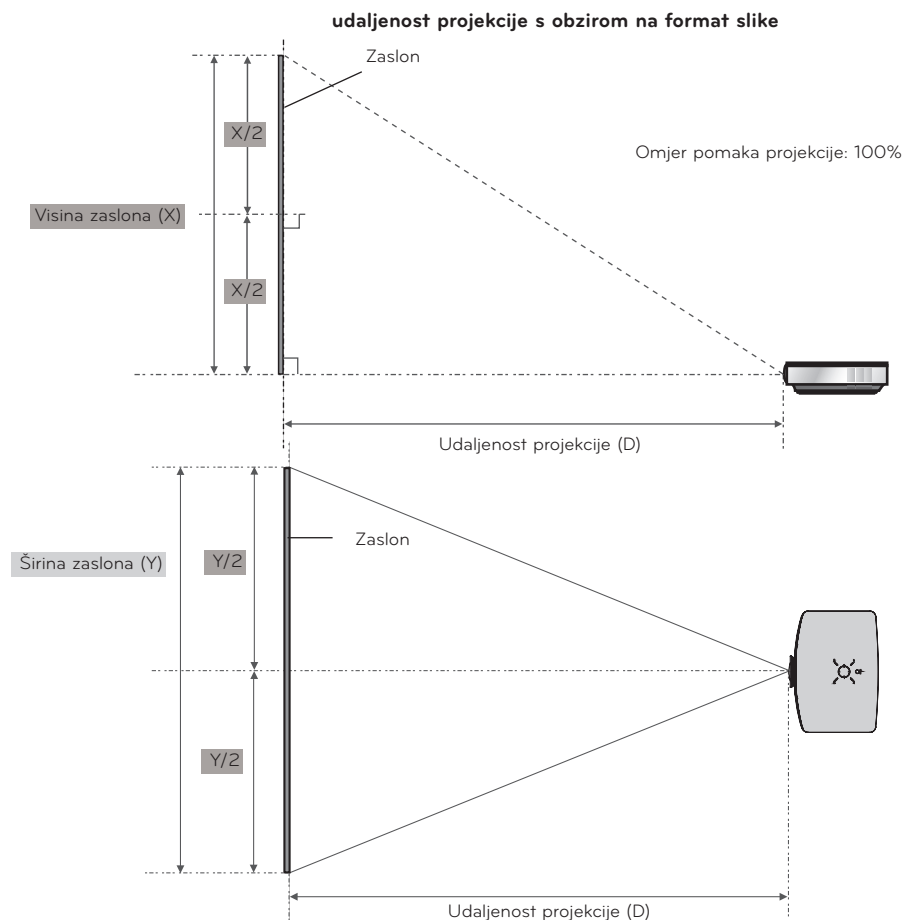 udaljenost projekcije s obzirom na format slike
Zaslon
X/2
Omjer pomaka projekcije: 100%
Visina zaslona (X)
X/2
Udaljenost projekcije (D)
Zaslon
Širina zaslona (Y)
Y/2
Y/2
Udaljenost projekcije (D)